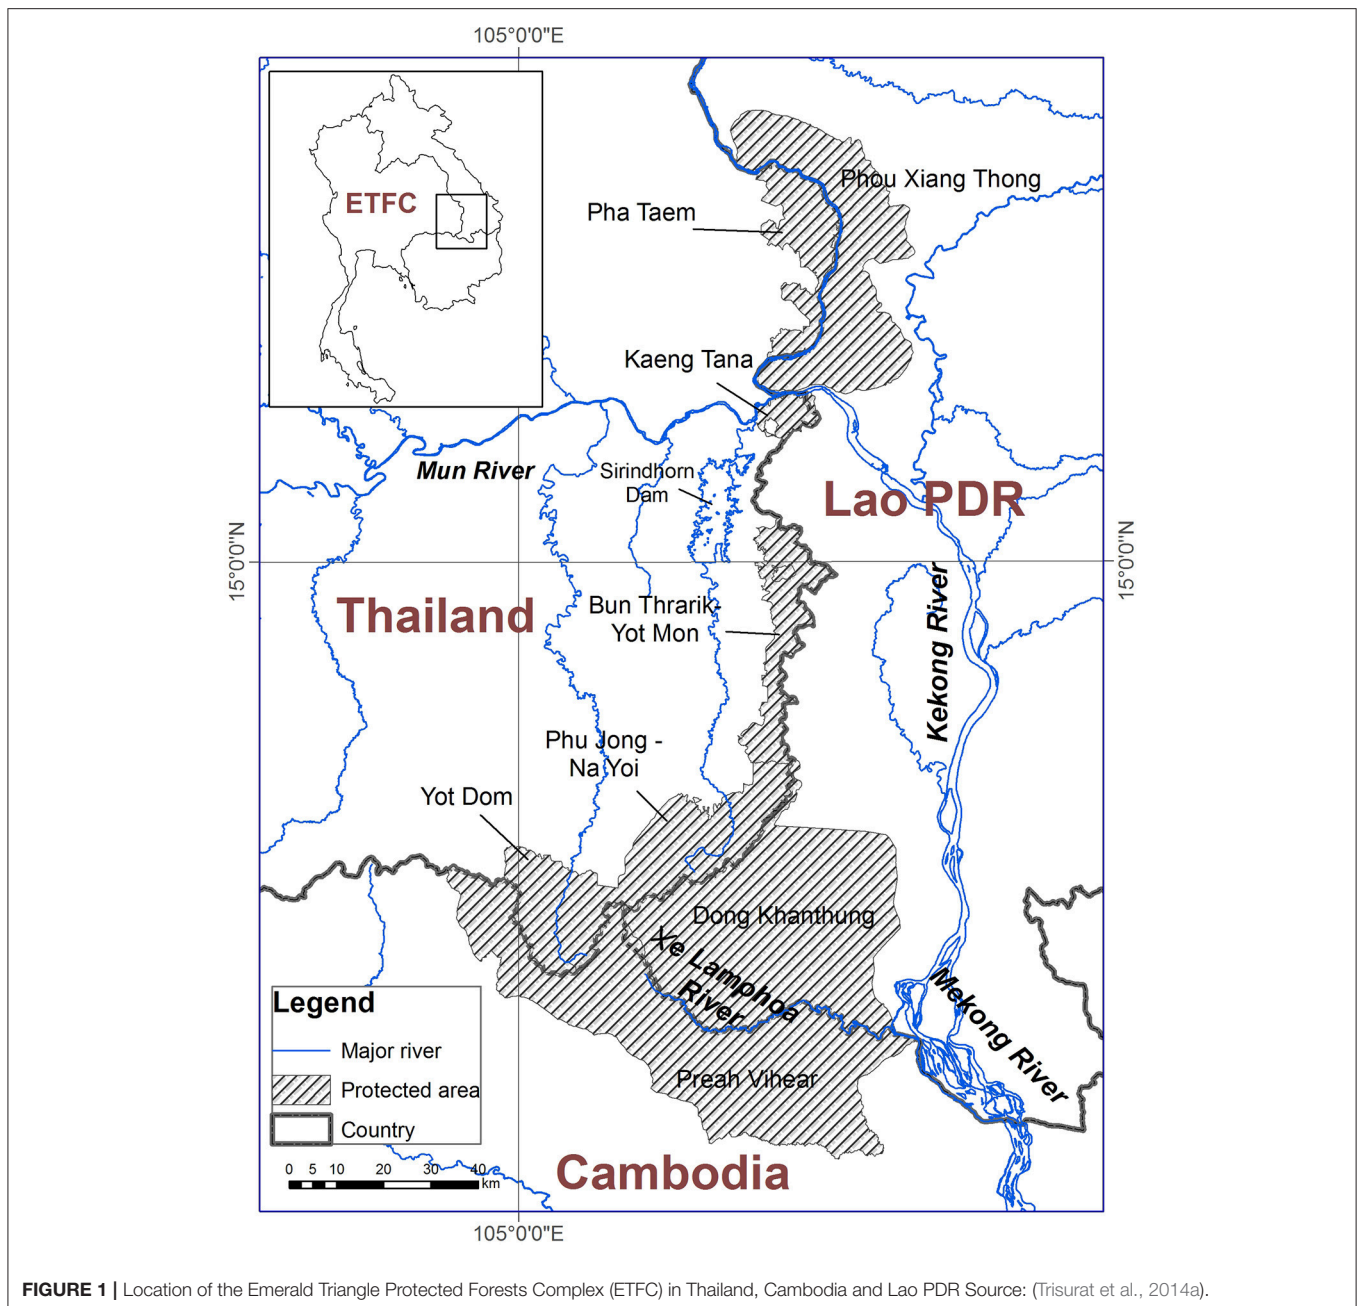 105°0'0"E
ETFC
Phou Xiang Thong
Pha Taem
Kaeng Tana
Mun River
Sirindhorn
Dam
Lao PDR
15°0'0"N
15°0'0"N
Thailand
Bun Thrarik-
Yot Mon
Kekong River
Phu Jong -
Na Yoi
Yot Dom
Dong Khanthung
Xe Lamphoa
River
Mekong River
Preah Vihear
Legend
Major river
Protected area
Country
0 5 10 20 30 40
km
Cambodia
105°0'0"E
FIGURE 1 | Location of the Emerald Triangle Protected Forests Complex (ETFC) in Thailand, Cambodia and Lao PDR Source: (Trisurat et al., 2014a).